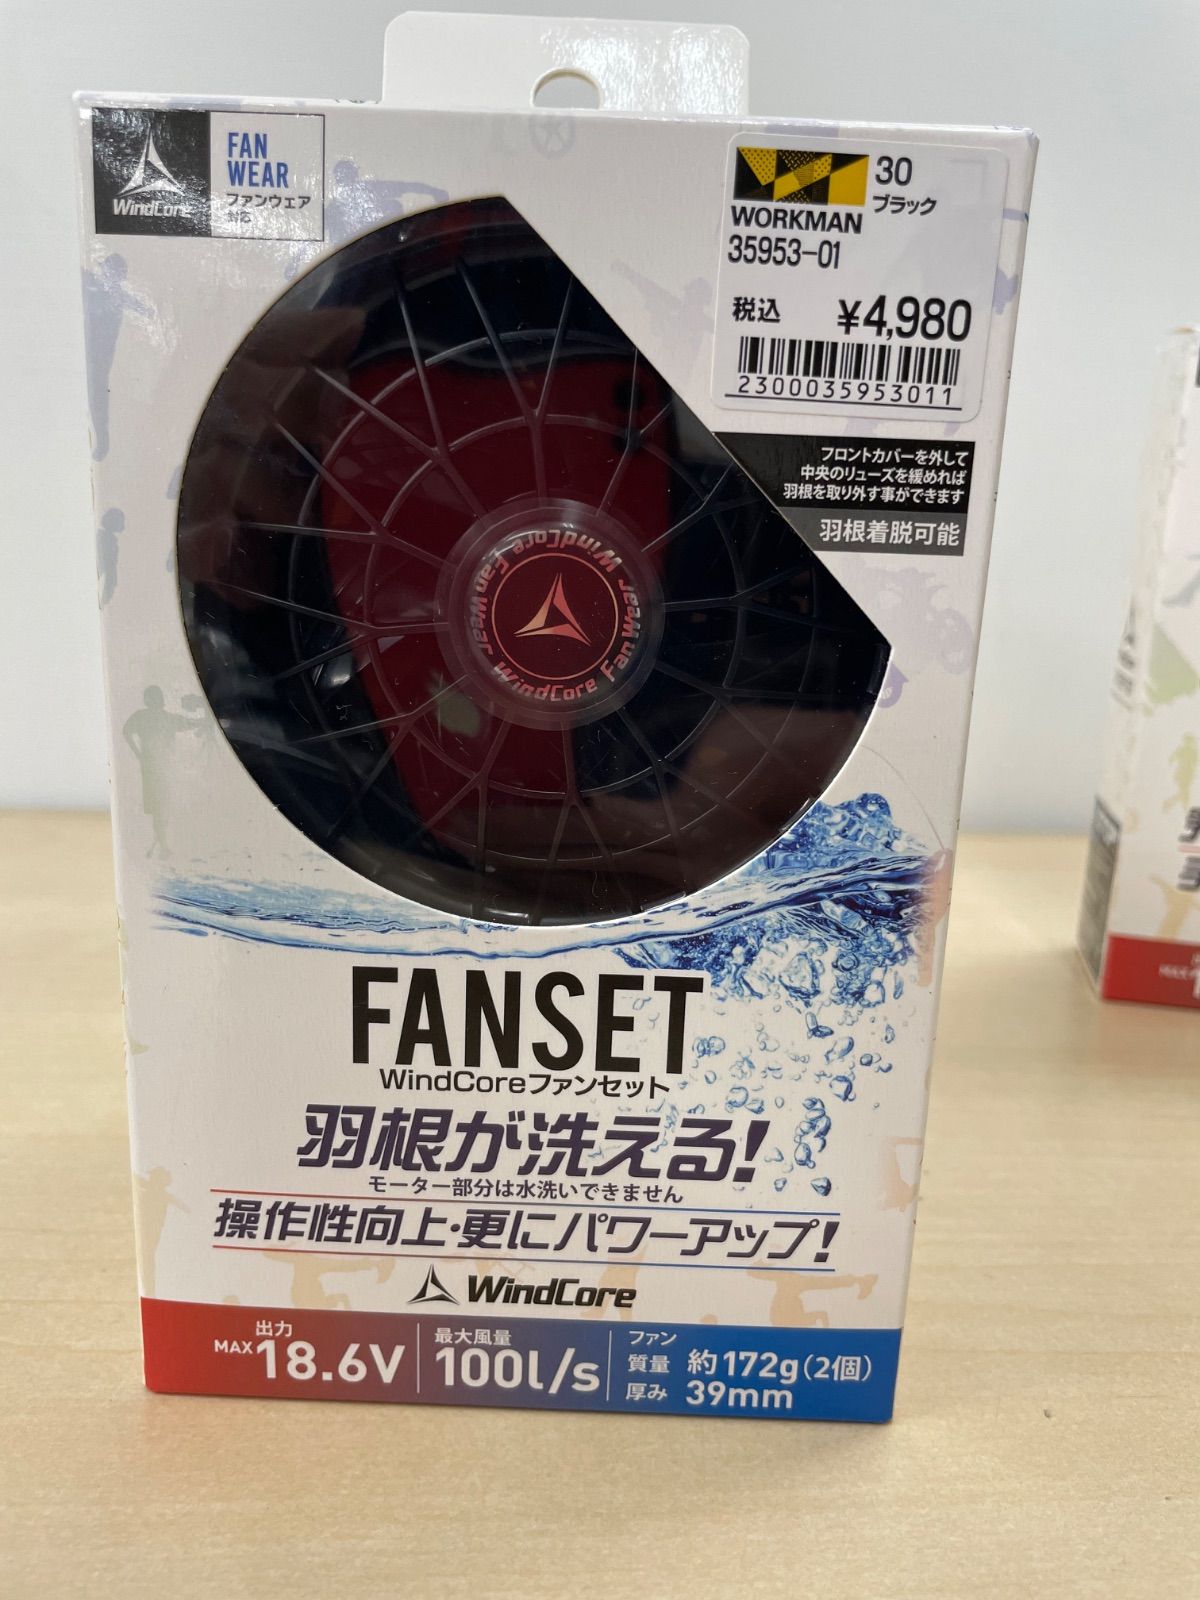 WindCore
FAN
WEAR
ファンウェア
対応
30
ブラック
WORKMAN
35953-01
税込 ¥4,980
2300035953011
フロントカバーを外して
中央のリューズを緩めれば
羽根を取り外す事ができます
羽根着脱可能
WindCore FanWear WindCore FanWear
FANSET
WindCoreファンセット
羽根が洗える!
モーター部分は水洗いできません
操作性向上・更にパワーアップ!
WindCore
出力
MAX 18.6V
最大風量
100l/s
ファン
質量 約172g(2個)
厚み 39mm